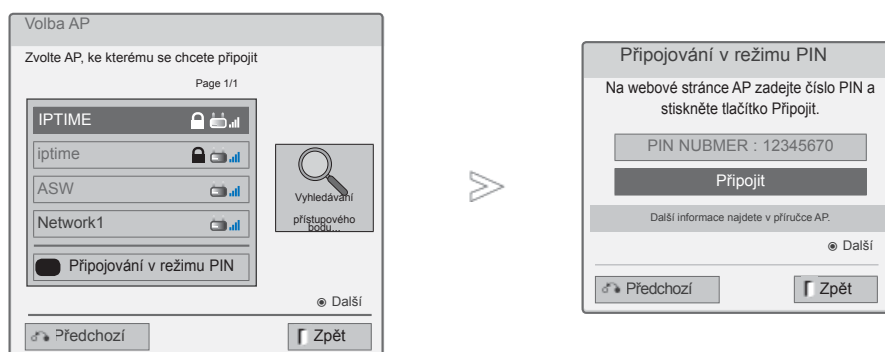 Volba AP
Zvolte AP, ke kterému se chcete připojit
Page 1/1
IPTIME
iptime
ASW
Network1
Připojování v režimu PIN
Vyhledávání
přístupového
bodu...
Další
Předchozí
Zpět
Připojování v režimu PIN
Na webové stránce AP zadejte číslo PIN a
stiskněte tlačítko Připojit.
PIN NUBMER : 12345670
Připojit
Další informace najdete v příručce AP.
Další
Předchozí
Zpět